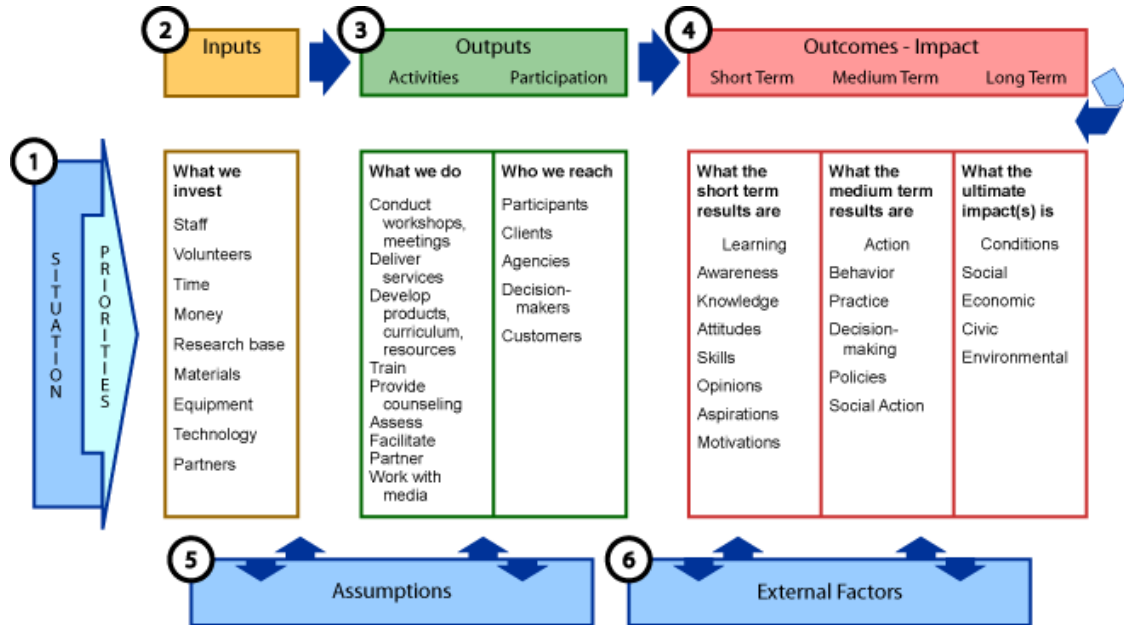 2
Inputs
3
Outputs
Activities
Participation
4
Outcomes - Impact
Short Term
Medium Term
Long Term
1
SITUATION
PRIORITIES
What we
invest
Staff
Volunteers
Time
Money
Research base
Materials
Equipment
Technology
Partners
What we do
Conduct
workshops,
meetings
Deliver
services
Develop
products,
curriculum,
resources
Train
Provide
counseling
Assess
Facilitate
Partner
Work with
media
Who we reach
Participants
Clients
Agencies
Decision-
makers
Customers
What the
short term
results are
Learning
Awareness
Knowledge
Attitudes
Skills
Opinions
Aspirations
Motivations
What the
medium term
results are
Action
Behavior
Practice
Decision-
making
Policies
Social Action
What the
ultimate
impact(s) is
Conditions
Social
Economic
Civic
Environmental
5
Assumptions
6
External Factors